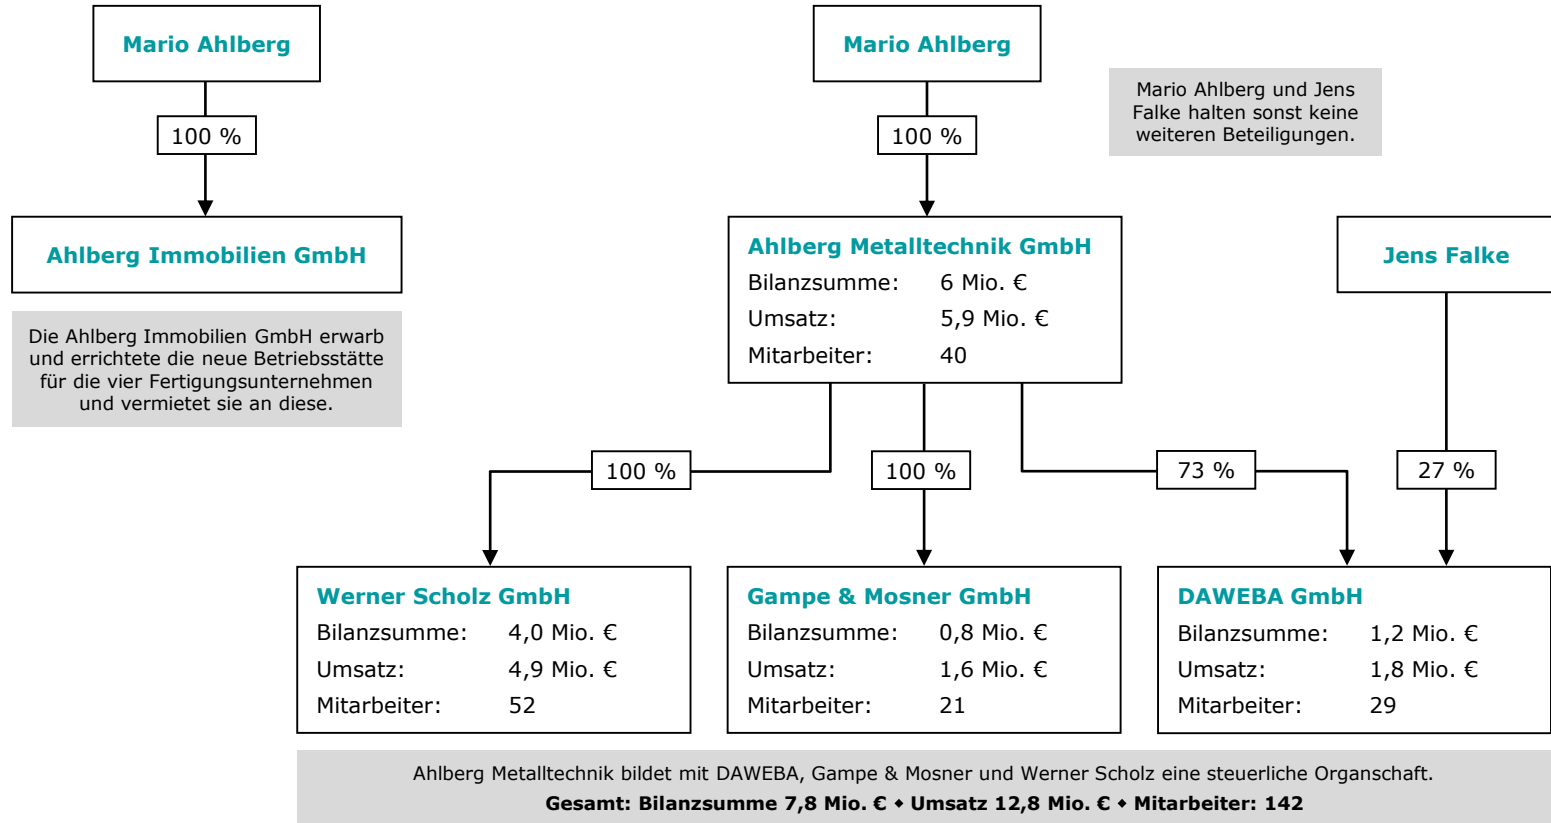 Mario Ahlberg
Mario Ahlberg
Mario Ahlberg und Jens
Falke halten sonst keine
weiteren Beteiligungen.
100 %
100 %
Ahlberg Immobilien GmbH
Die Ahlberg Immobilien GmbH erwarb
und errichtete die neue Betriebsstätte
für die vier Fertigungsunternehmen
und vermietet sie an diese.
Ahlberg Metalltechnik GmbH
Bilanzsumme: 6 Mio. €
Umsatz: 5,9 Mio. €
Mitarbeiter: 40
Jens Falke
100 %
100 %
73 %
27 %
Werner Scholz GmbH
Bilanzsumme: 4,0 Mio. €
Umsatz: 4,9 Mio. €
Mitarbeiter: 52
Gampe & Mosner GmbH
Bilanzsumme: 0,8 Mio. €
Umsatz: 1,6 Mio. €
Mitarbeiter: 21
DAWEBA GmbH
Bilanzsumme: 1,2 Mio. €
Umsatz: 1,8 Mio. €
Mitarbeiter: 29
Ahlberg Metalltechnik bildet mit DAWEBA, Gampe & Mosner und Werner Scholz eine steuerliche Organschaft.
Gesamt: Bilanzsumme 7,8 Mio. € ◆ Umsatz 12,8 Mio. € ◆ Mitarbeiter: 142